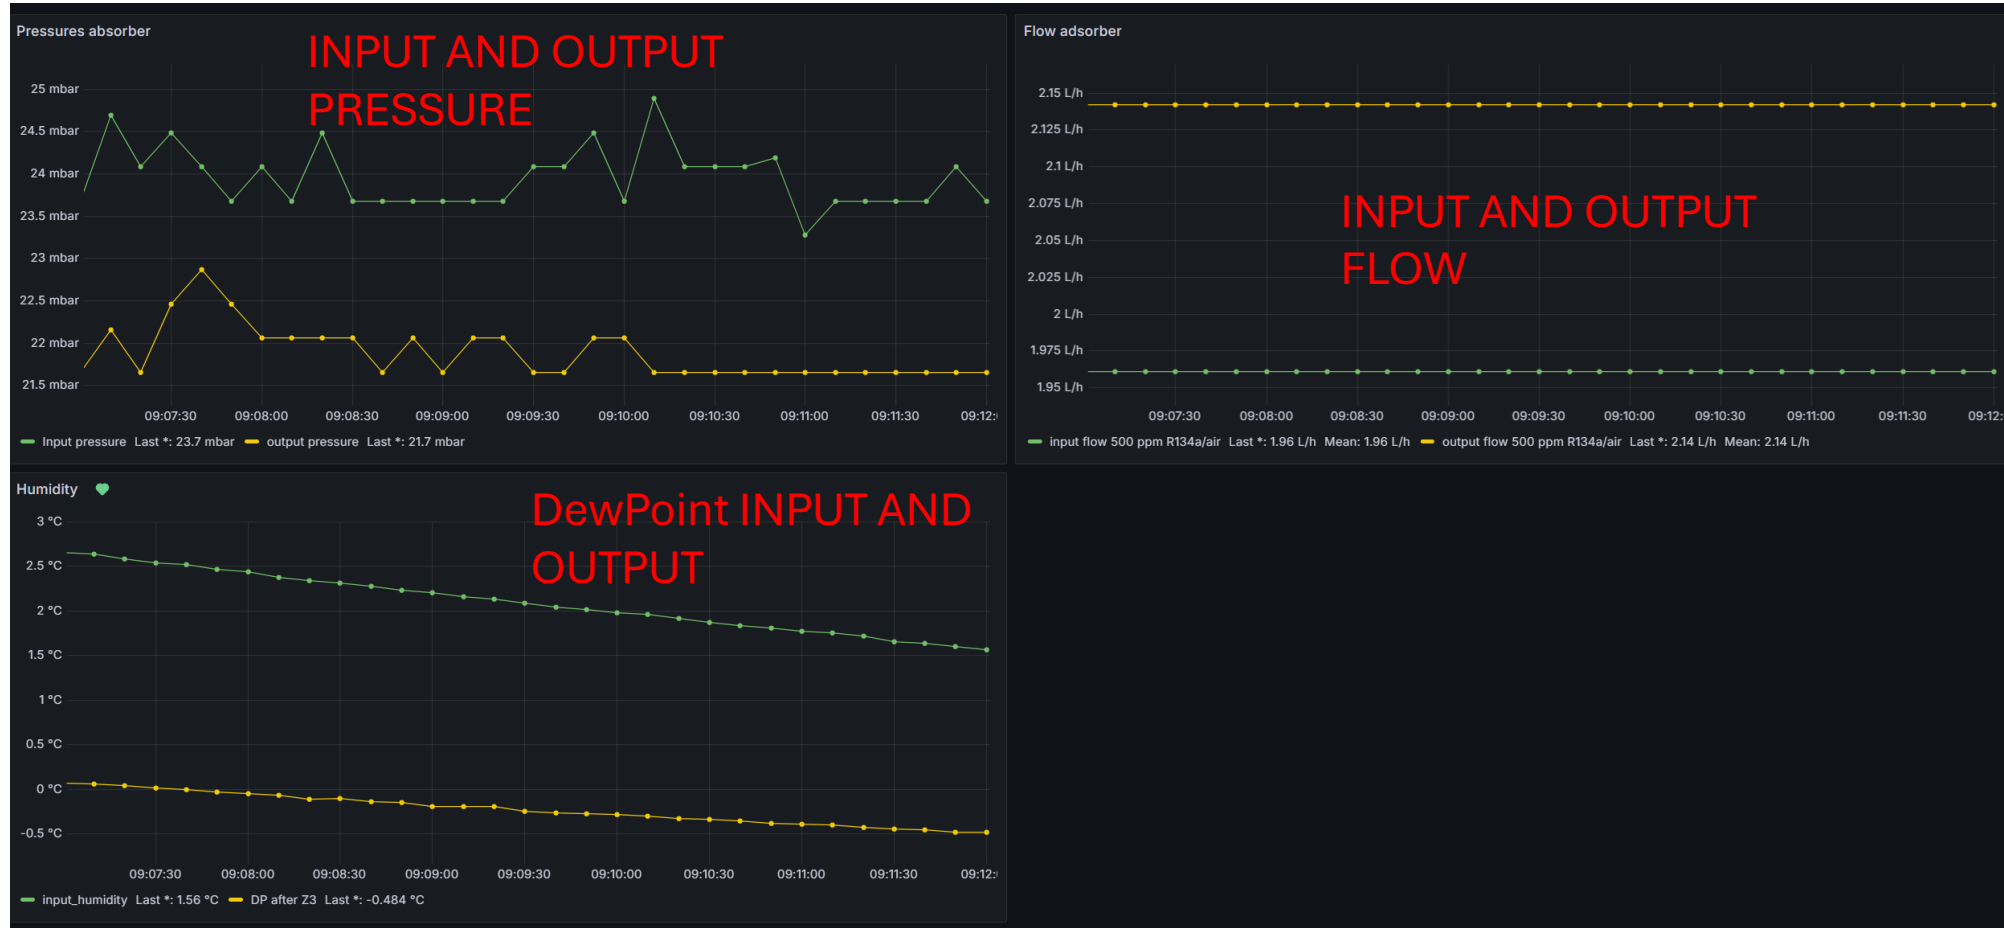 Pressures absorber
INPUT AND OUTPUT
PRESSURE
25 mbar
24.5 mbar
24 mbar
23.5 mbar
23 mbar
22.5 mbar
22 mbar
21.5 mbar
09:07:30 09:08:00 09:08:30 09:09:00 09:09:30 09:10:00 09:10:30 09:11:00 09:11:30 09:12:
Input pressure Last *: 23.7 mbar output pressure Last *: 21.7 mbar
Flow adsorber
2.15 L/h
2.125 L/h
2.1 L/h
2.075 L/h
2.05 L/h
2.025 L/h
2 L/h
1.975 L/h
1.95 L/h
INPUT AND OUTPUT
FLOW
09:07:30 09:08:00 09:08:30 09:09:00 09:09:30 09:10:00 09:10:30 09:11:00 09:11:30 09:12:
input flow 500 ppm R134a/air Last *: 1.96 L/h Mean: 1.96 L/h output flow 500 ppm R134a/air Last *: 2.14 L/h Mean: 2.14 L/h
Humidity
DewPoint INPUT AND
OUTPUT
3 °C
2.5 °C
2 °C
1.5 °C
1 °C
0.5 °C
0 °C
-0.5 °C
09:07:30 09:08:00 09:08:30 09:09:00 09:09:30 09:10:00 09:10:30 09:11:00 09:11:30 09:12:
input_humidity Last *: 1.56 °C DP after Z3 Last *: -0.484 °C